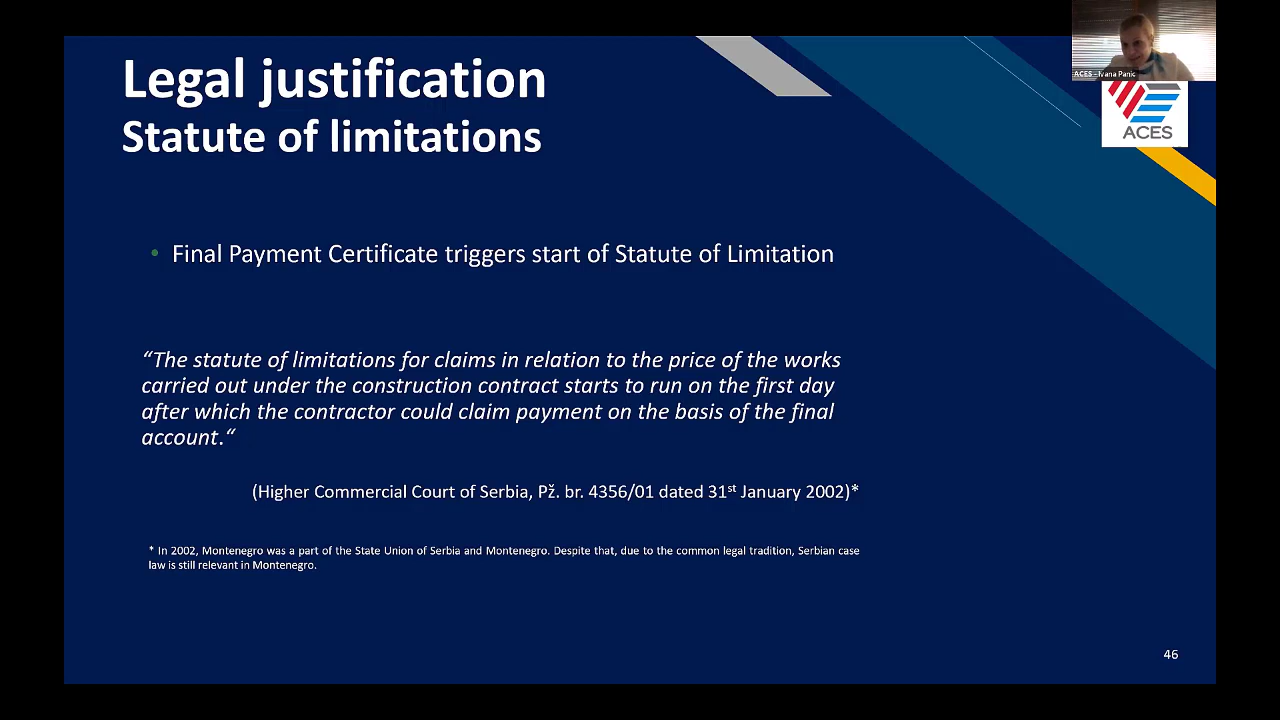 ACES - Ivana Panic
ACES
Legal justification
Statute of limitations
• Final Payment Certificate triggers start of Statute of Limitation
“The statute of limitations for claims in relation to the price of the works
carried out under the construction contract starts to run on the first day
after which the contractor could claim payment on the basis of the final
account.“
(Higher Commercial Court of Serbia, Pž. br. 4356/01 dated 31st January 2002)*
* In 2002, Montenegro was a part of the State Union of Serbia and Montenegro. Despite that, due to the common legal tradition, Serbian case
law is still relevant in Montenegro.
46